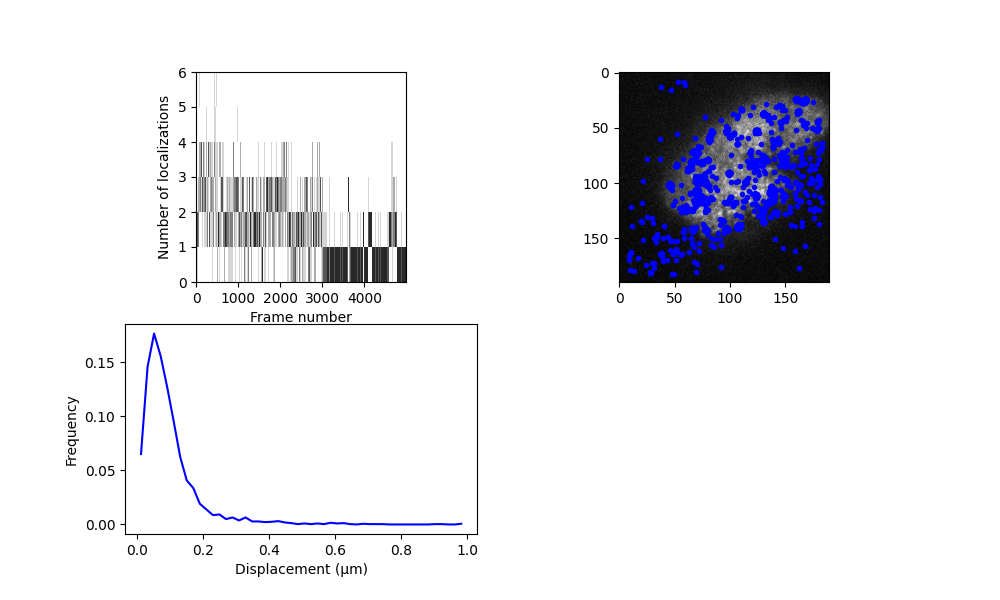 6
5
4
3
2
1
0
Number of localizations
0 1000 2000 3000 4000
Frame number
0
50
100
150
0 50 100 150
0.15
0.10
0.05
0.00
Frequency
0.0 0.2 0.4 0.6 0.8 1.0
Displacement (μm)